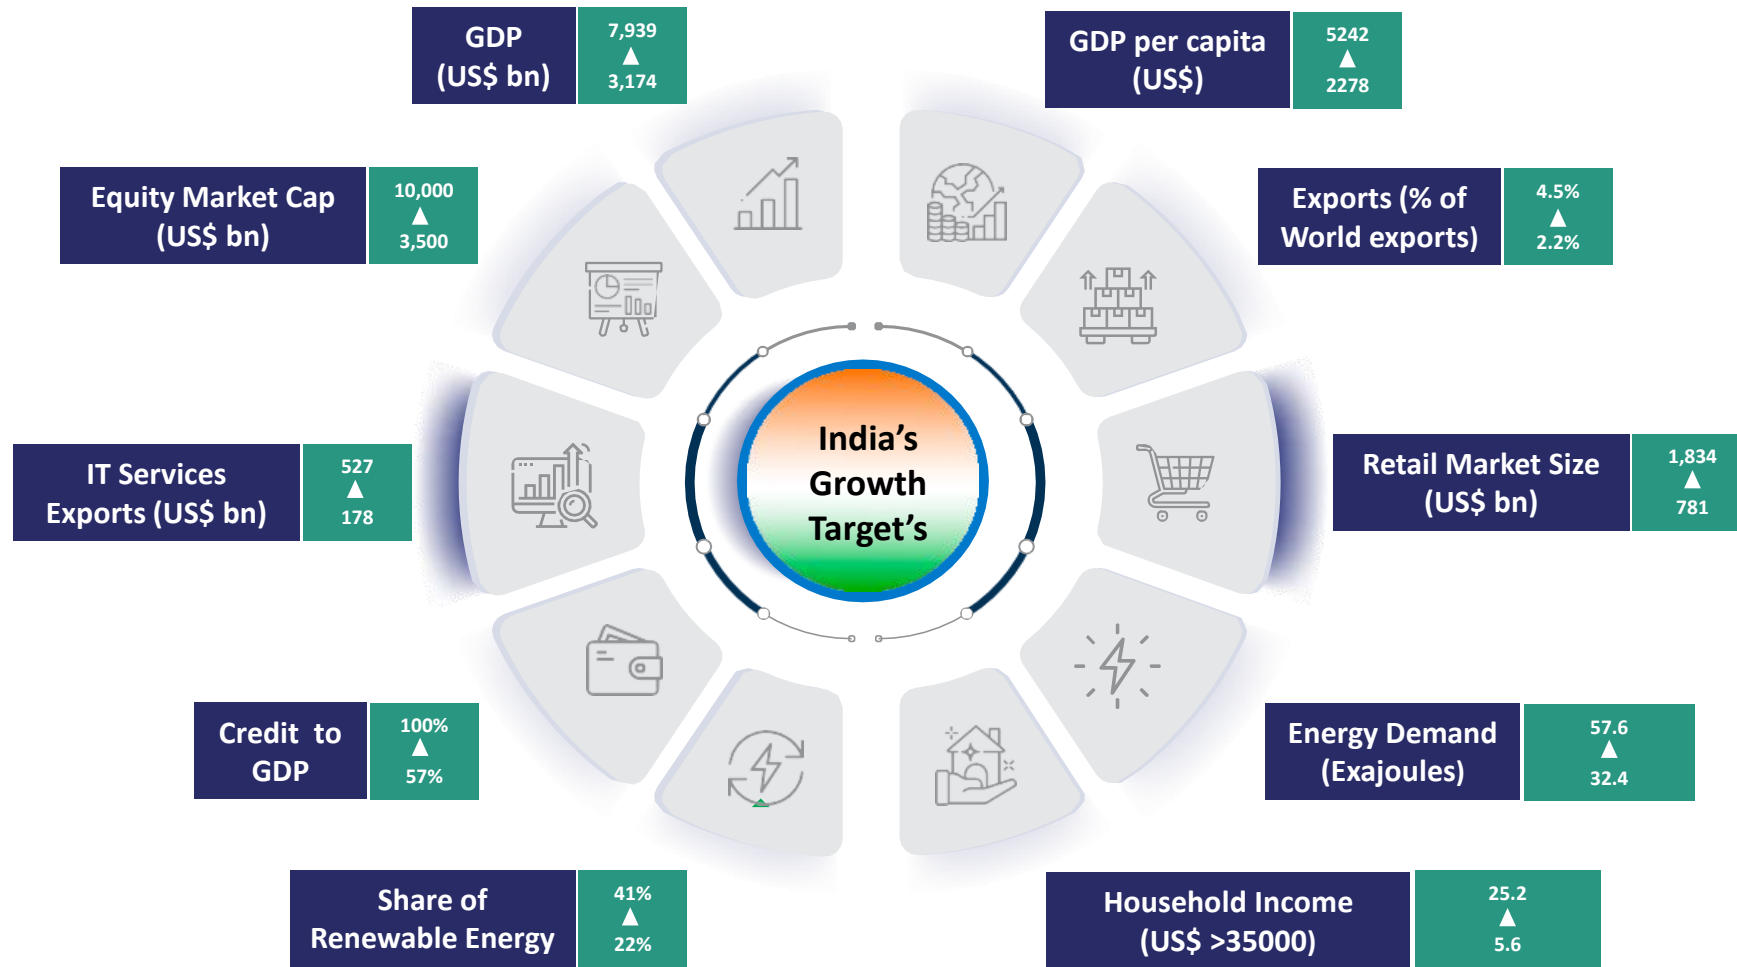 GDP
(US$ bn)
7,939
▲
3,174
GDP per capita
(US$)
5242
▲
2278
Equity Market Cap
(US$ bn)
10,000
▲
3,500
Exports (% of
World exports)
4.5%
▲
2.2%
India’s
Growth
Target’s
IT Services
Exports (US$ bn)
527
▲
178
Retail Market Size
(US$ bn)
1,834
▲
781
Credit to
GDP
100%
▲
57%
Energy Demand
(Exajoules)
57.6
▲
32.4
Share of
Renewable Energy
41%
▲
22%
Household Income
(US$ >35000)
25.2
▲
5.6